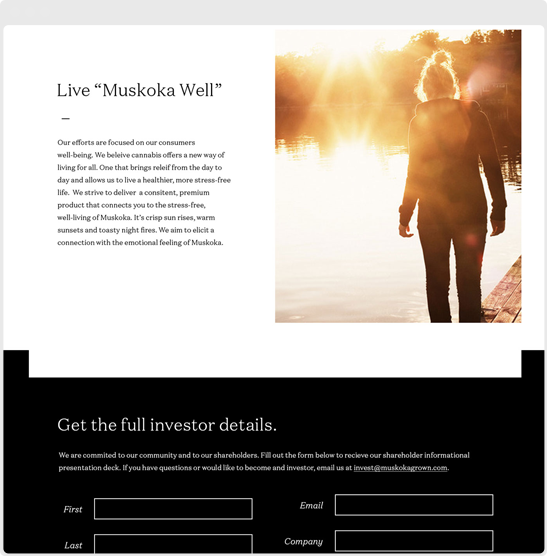 Live “Muskoka Well”
–
Our efforts are focused on our consumers
well-being. We beleive cannabis offers a new way of
living for all. One that brings releif from the day to
day and allows us to live a healthier, more stress-free
life. We strive to deliver a consitent, premium
product that connects you to the stress-free,
well-living of Muskoka. It’s crisp sun rises, warm
sunsets and toasty night fires. We aim to elicit a
connection with the emotional feeling of Muskoka.
Get the full investor details.
We are commited to our community and to our shareholders. Fill out the form below to recieve our shareholder informational
presentation deck. If you have questions or would like to become and investor, email us at invest@muskokagrown.com.
First
Email
Last
Company